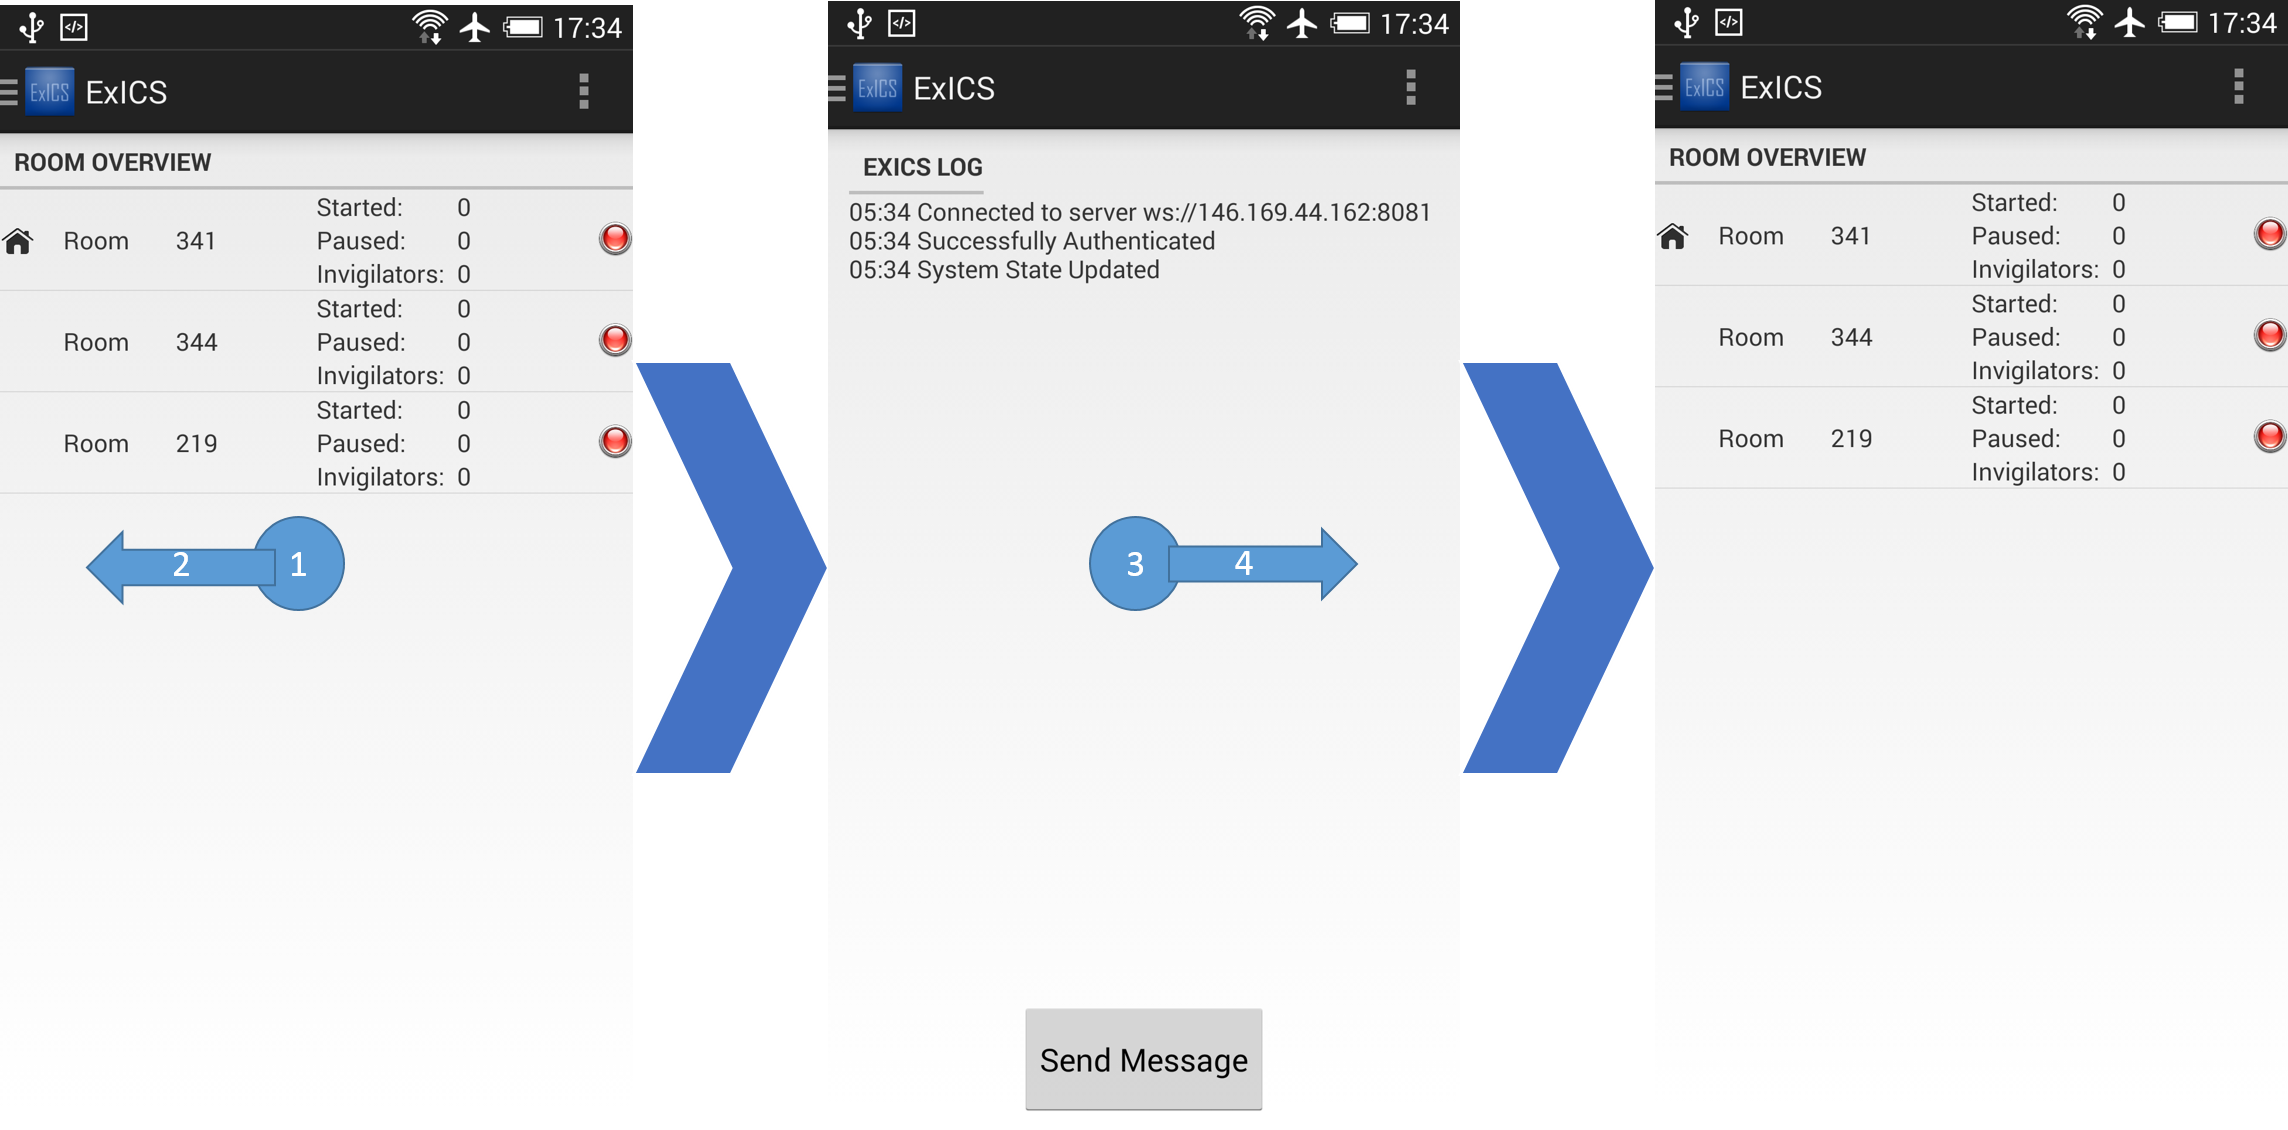 17:34
ExICS ExICS
ROOM OVERVIEW
Room 341 Started: 0
Paused: 0
Invigilators: 0
Room 344 Started: 0
Paused: 0
Invigilators: 0
Room 219 Started: 0
Paused: 0
Invigilators: 0
2 1
17:34
ExICS ExICS
EXICS LOG
05:34 Connected to server ws://146.169.44.162:8081
05:34 Successfully Authenticated
05:34 System State Updated
3 4
Send Message
17:34
ExICS ExICS
ROOM OVERVIEW
Room 341 Started: 0
Paused: 0
Invigilators: 0
Room 344 Started: 0
Paused: 0
Invigilators: 0
Room 219 Started: 0
Paused: 0
Invigilators: 0